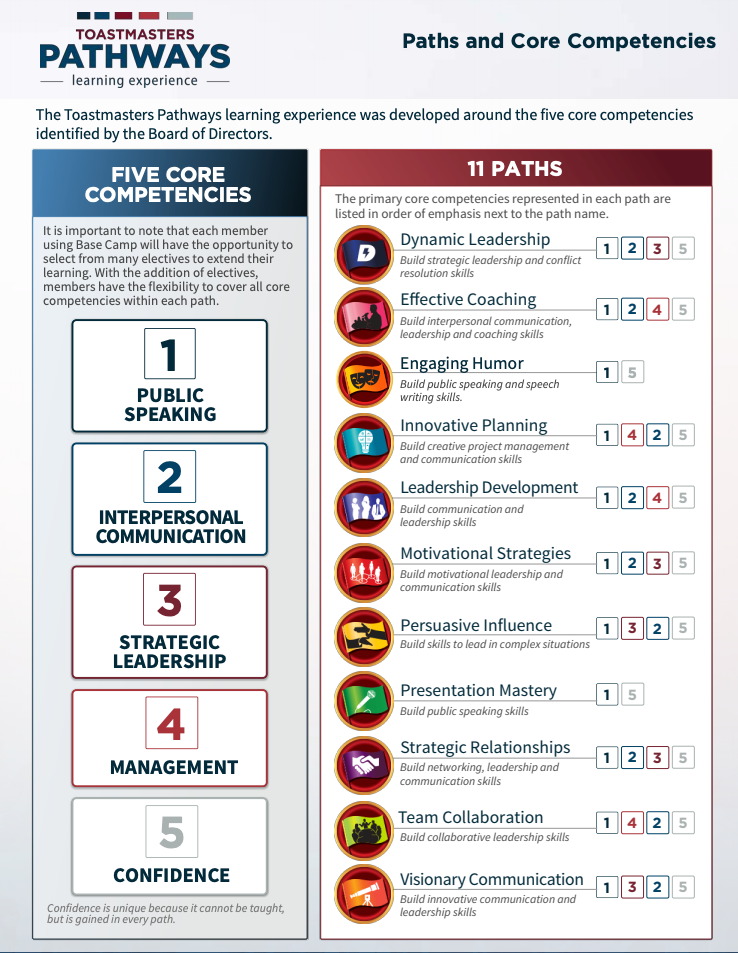 TOASTMASTERS
PATHWAYS
learning experience
Paths and Core Competencies
The Toastmasters Pathways learning experience was developed around the five core competencies
identified by the Board of Directors.
FIVE CORE
COMPETENCIES
It is important to note that each member
using Base Camp will have the opportunity to
select from many electives to extend their
learning. With the addition of electives,
members have the flexibility to cover all core
competencies within each path.
1
PUBLIC
SPEAKING
2
INTERPERSONAL
COMMUNICATION
3
STRATEGIC
LEADERSHIP
4
MANAGEMENT
5
CONFIDENCE
Confidence is unique because it cannot be taught,
but is gained in every path.
11 PATHS
The primary core competencies represented in each path are
listed in order of emphasis next to the path name.
D
Dynamic Leadership
1 2 3 5
Build strategic leadership and conflict
resolution skills
Effective Coaching
1 2 4 5
Build interpersonal communication,
leadership and coaching skills
Engaging Humor
1 5
Build public speaking and speech
writing skills.
Innovative Planning
1 4 2 5
Build creative project management
and communication skills
Leadership Development
1 2 4 5
Build communication and
leadership skills
Motivational Strategies
1 2 3 5
Build motivational leadership and
communication skills
Persuasive Influence
1 3 2 5
Build skills to lead in complex situations
Presentation Mastery
1 5
Build public speaking skills
Strategic Relationships
1 2 3 5
Build networking, leadership and
communication skills
Team Collaboration
1 4 2 5
Build collaborative leadership skills
Visionary Communication
1 3 2 5
Build innovative communication and
leadership skills